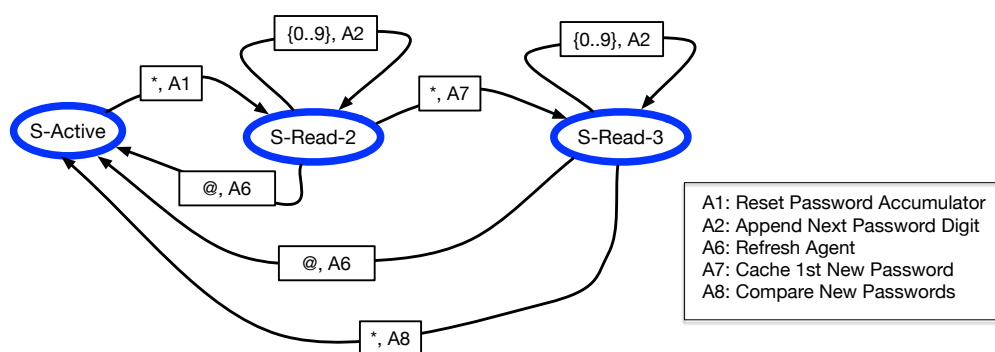 {0..9}, A2
{0..9}, A2
*, A1
*, A7
S-Active
S-Read-2
S-Read-3
@, A6
@, A6
*, A8
A1: Reset Password Accumulator
A2: Append Next Password Digit
A6: Refresh Agent
A7: Cache 1st New Password
A8: Compare New Passwords